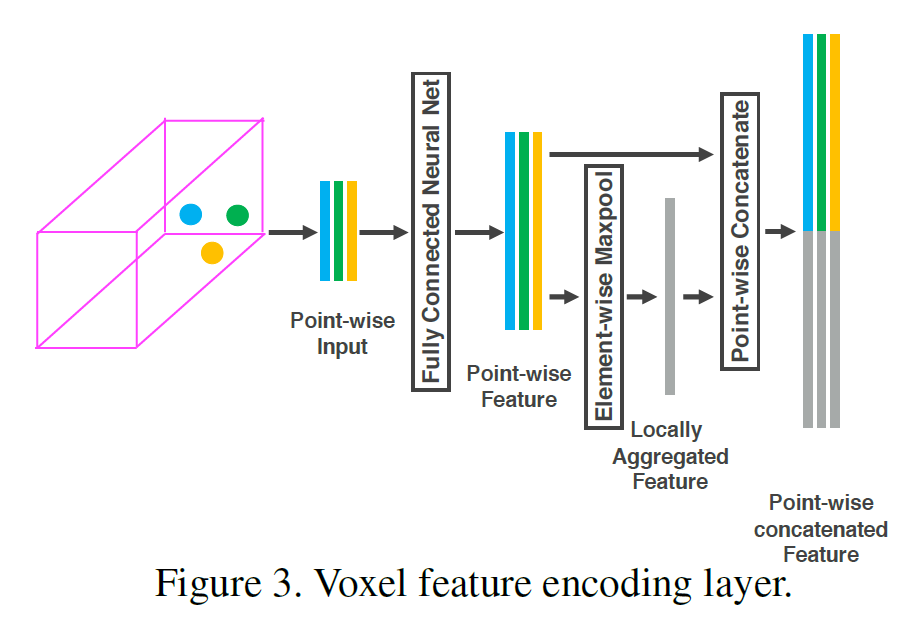 Point-wise
Input
Fully Connected Neural Net
Point-wise
Feature
Element-wise Maxpool
Locally
Aggregated
Feature
Point-wise Concatenate
Point-wise
concatenated
Feature
Figure 3. Voxel feature encoding layer.